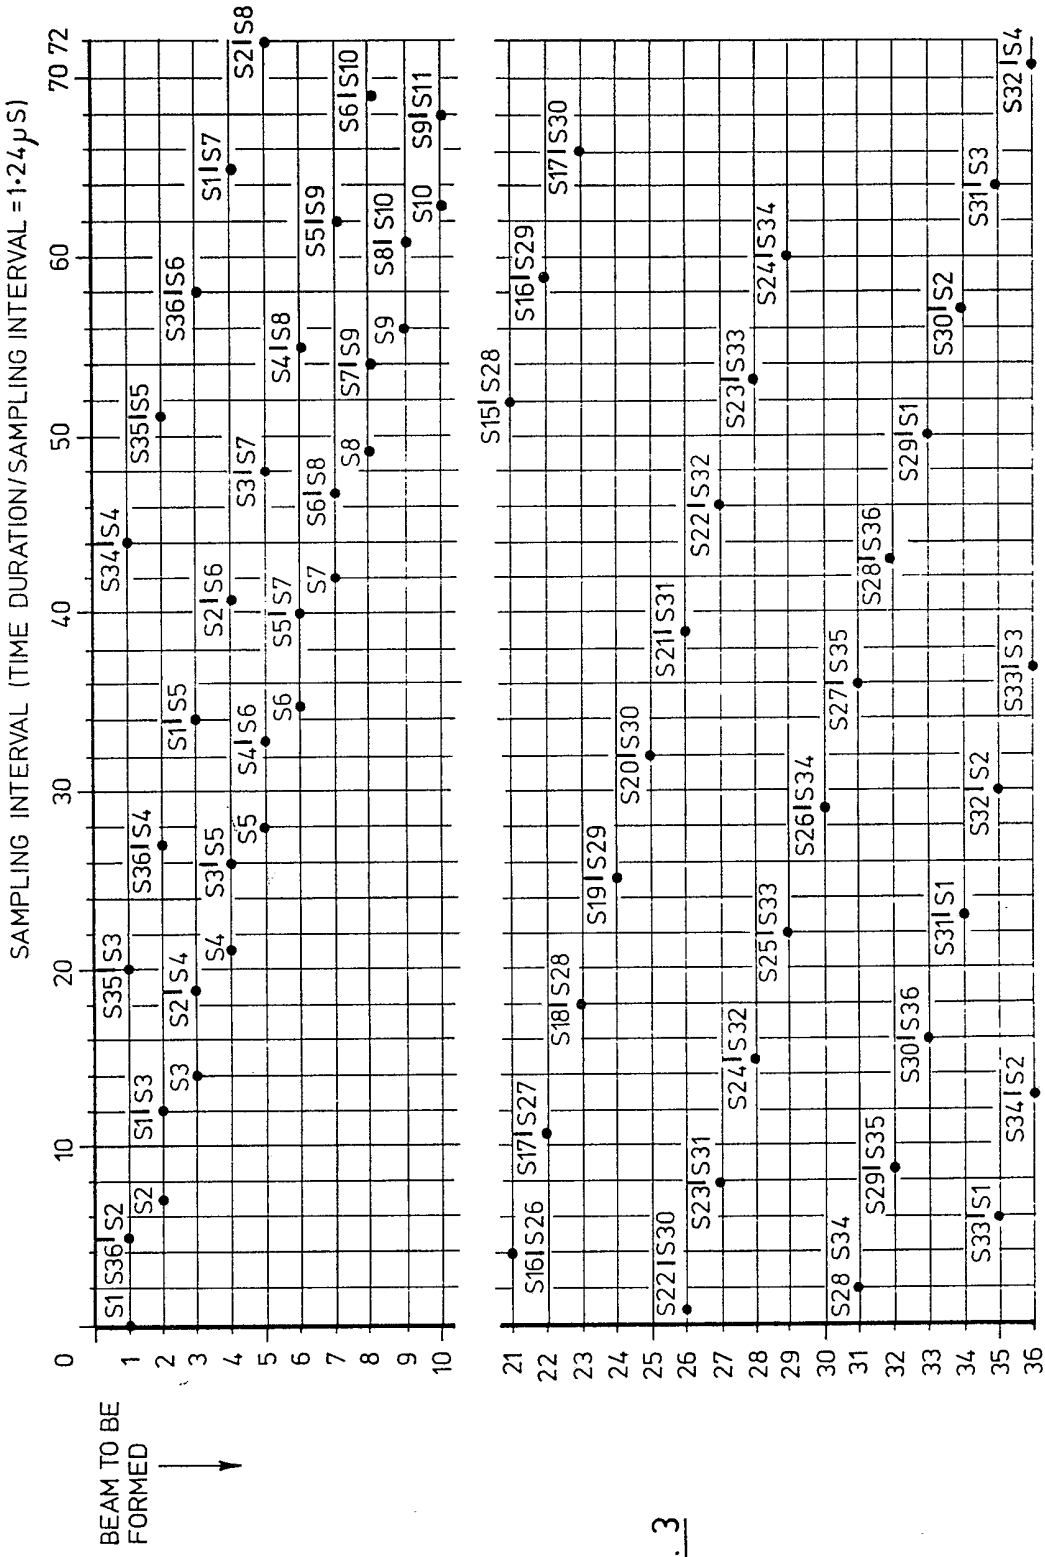 SAMPLING INTERVAL (TIME DURATION/SAMPLING INTERVAL = 1·24µS)
0 10 20 30 40 50 60 70 72
BEAM TO BE
FORMED
1 S1 S36 S2 S35 S3 S34 S4
2 S2 S1 S3 S36 S4 S35 S5
3 S3 S2 S4 S1 S5 S36 S6
4 S4 S3 S5 S2 S6 S1 S7
5 S5 S4 S6 S3 S7 S2 S8
6 S6 S5 S7 S4 S8
7 S7 S6 S8 S5 S9
8 S8 S7 S9 S6 S10
9 S9 S8 S10
10 S10 S9 S11
21 S16 S26 S15 S28
22 S17 S27 S16 S29
23 S18 S28 S17 S30
24 S19 S29
25 S20 S30
26 S22 S30 S21 S31
27 S23 S31 S22 S32
28 S24 S32 S23 S33
29 S25 S33 S24 S34
30 S26 S34
31 S28 S34 S27 S35
32 S29 S35 S28 S36
33 S30 S36 S29 S1
34 S31 S1 S30 S2
35 S33 S1 S32 S2 S31 S3
36 S34 S2 S33 S3 S32 S4
. 3